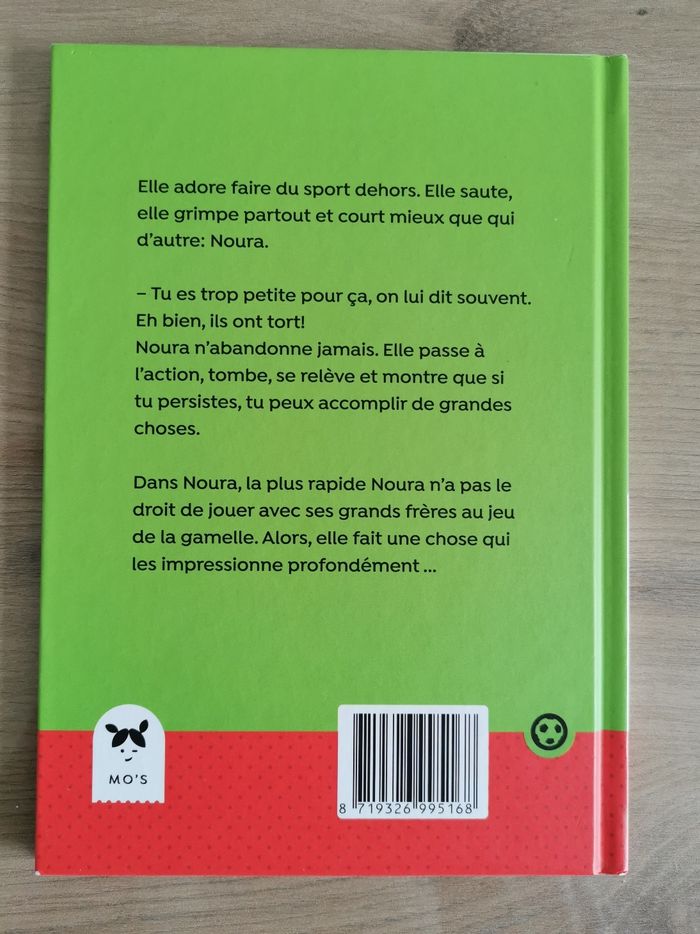 Elle adore faire du sport dehors. Elle saute,
elle grimpe partout et court mieux que qui
d'autre: Noura.
– Tu es trop petite pour ça, on lui dit souvent.
Eh bien, ils ont tort!
Noura n'abandonne jamais. Elle passe à
l'action, tombe, se relève et montre que si
tu persistes, tu peux accomplir de grandes
choses.
Dans Noura, la plus rapide Noura n'a pas le
droit de jouer avec ses grands frères au jeu
de la gamelle. Alors, elle fait une chose qui
les impressionne profondément ...
MO'S
8 719326 995168